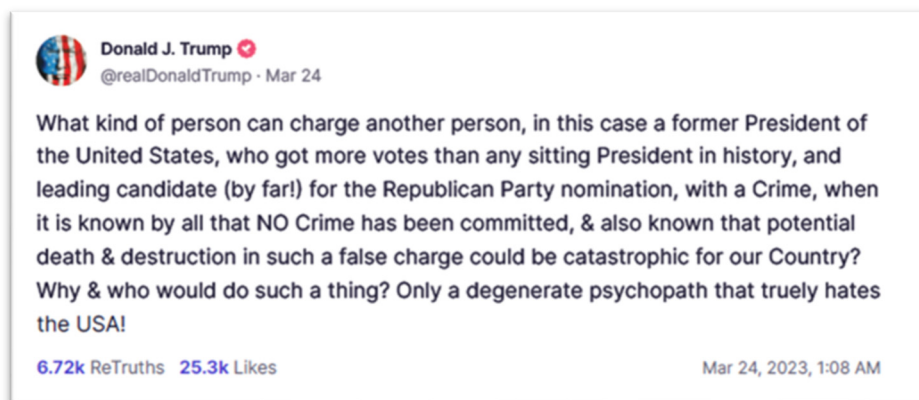 Donald J. Trump
@realDonaldTrump · Mar 24
What kind of person can charge another person, in this case a former President of
the United States, who got more votes than any sitting President in history, and
leading candidate (by far!) for the Republican Party nomination, with a Crime, when
it is known by all that NO Crime has been committed, & also known that potential
death & destruction in such a false charge could be catastrophic for our Country?
Why & who would do such a thing? Only a degenerate psychopath that truely hates
the USA!
6.72k ReTruths 25.3k Likes Mar 24, 2023, 1:08 AM